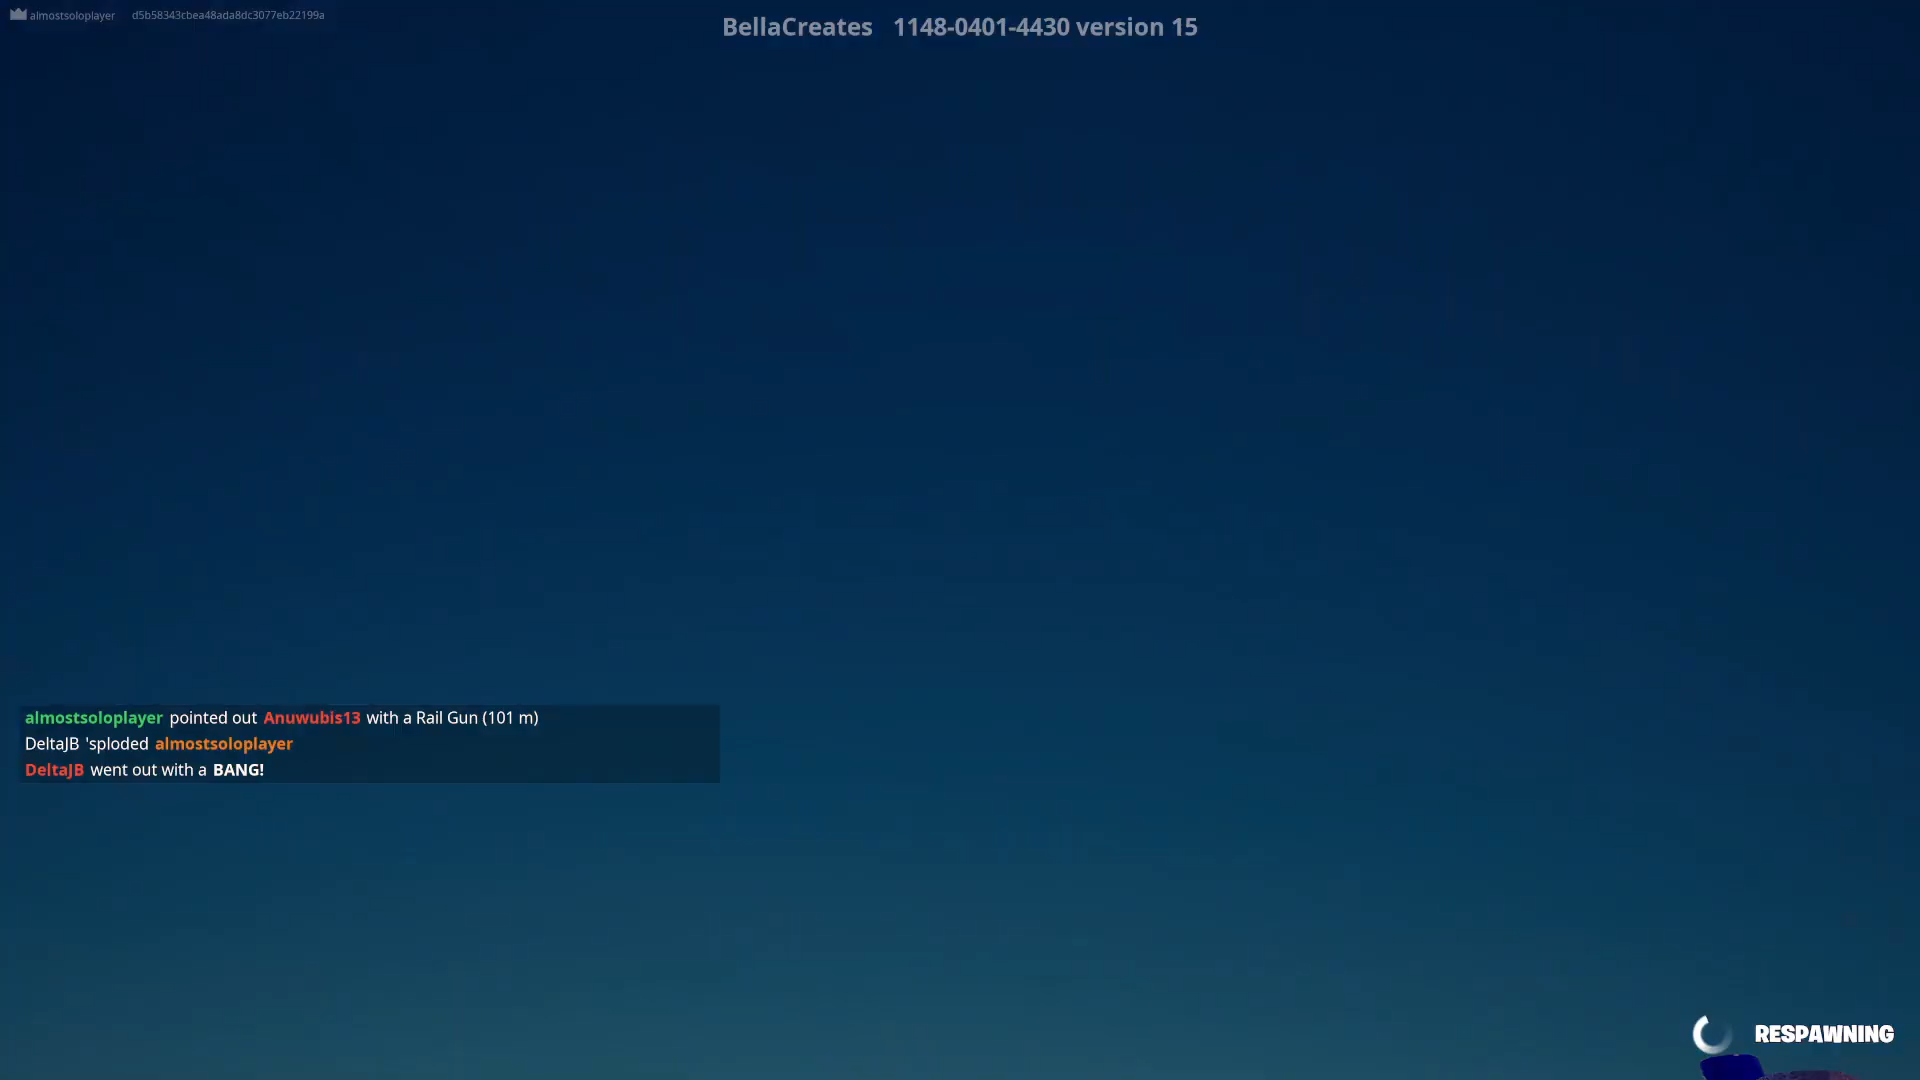 almostsoloplayer d5b58343cbea48ada8dc3077eb22199a
BellaCreates 1148-0401-4430 version 15
almostsoloplayer pointed out Anuwubis13 with a Rail Gun (101 m)
DeltaJB 'sploded almostsoloplayer
DeltaJB went out with a BANG!
RESPAWNING